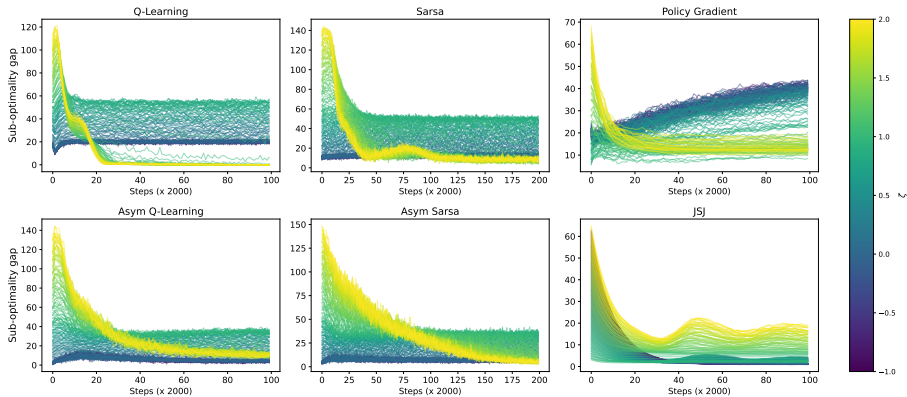 Q-Learning
Sarsa
Policy Gradient
Sub-optimality gap
120
100
80
60
40
20
0
0 20 40 60 80 100
Steps (x 2000)
140
120
100
80
60
40
20
0
0 25 50 75 100 125 150 175 200
Steps (x 2000)
70
60
50
40
30
20
10
0 20 40 60 80 100
Steps (x 2000)
Asym Q-Learning
Asym Sarsa
JSJ
Sub-optimality gap
140
120
100
80
60
40
20
0
0 20 40 60 80 100
Steps (x 2000)
150
125
100
75
50
25
0
0 25 50 75 100 125 150 175 200
Steps (x 2000)
60
50
40
30
20
10
0
0 20 40 60 80 100
Steps (x 2000)
2.0
1.5
1.0
0.5
0.0
−0.5
−1.0
ζ